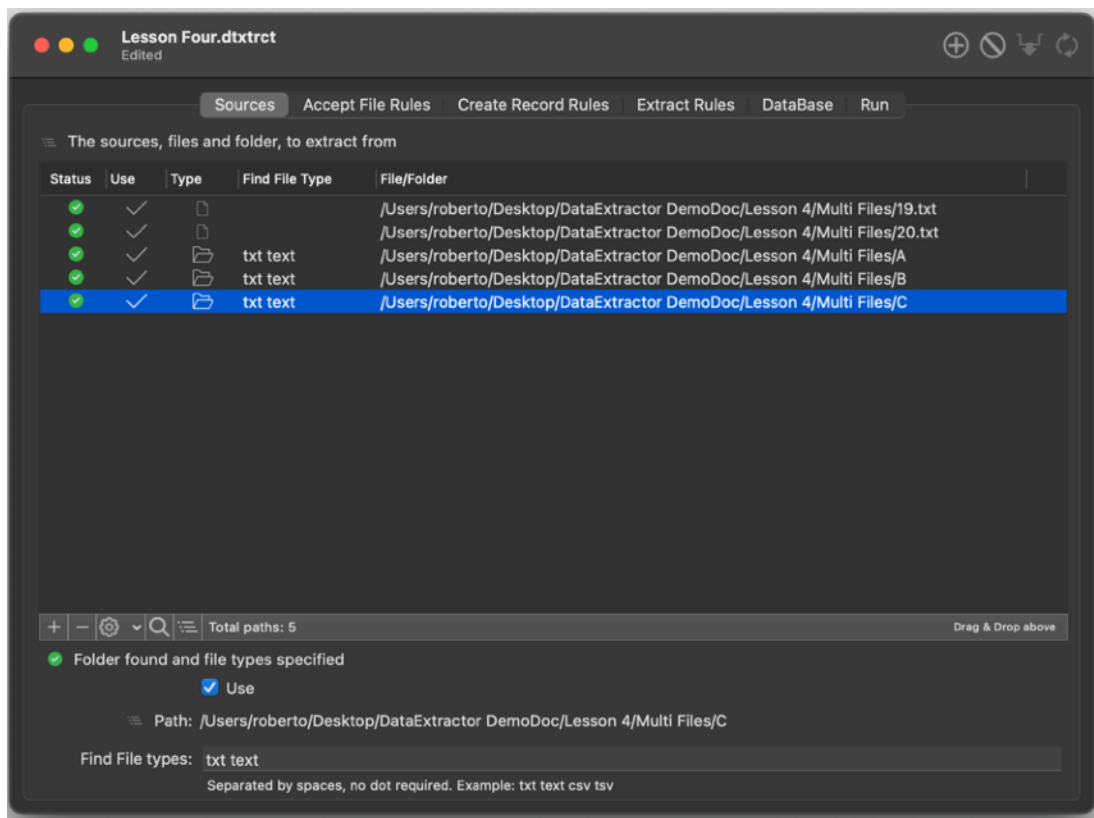 Lesson Four.dtxtrct
Edited
Sources Accept File Rules Create Record Rules Extract Rules DataBase Run
The sources, files and folder, to extract from
Status Use Type Find File Type File/Folder
/Users/roberto/Desktop/DataExtractor DemoDoc/Lesson 4/Multi Files/19.txt
/Users/roberto/Desktop/DataExtractor DemoDoc/Lesson 4/Multi Files/20.txt
txt text /Users/roberto/Desktop/DataExtractor DemoDoc/Lesson 4/Multi Files/A
txt text /Users/roberto/Desktop/DataExtractor DemoDoc/Lesson 4/Multi Files/B
txt text /Users/roberto/Desktop/DataExtractor DemoDoc/Lesson 4/Multi Files/C
Total paths: 5 Drag & Drop above
Folder found and file types specified
Use
Path: /Users/roberto/Desktop/DataExtractor DemoDoc/Lesson 4/Multi Files/C
Find File types: txt text
Separated by spaces, no dot required. Example: txt text csv tsv